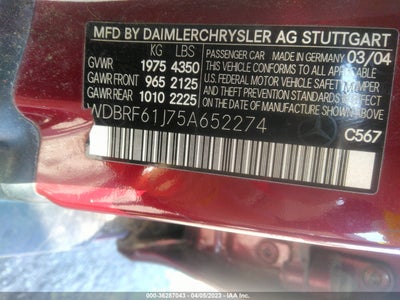 MFD BY DAIMLERCHRYSLER AG STUTTGART
KG LBS
GVWR 1975 4350
GAWR FRONT 965 2125
GAWR REAR 1010 2225
PASSENGER CAR MADE IN GERMANY 03/04
THIS VEHICLE CONFORMS TO ALL APPLICABLE
U.S. FEDERAL MOTOR VEHICLE SAFETY BUMPER,
AND THEFT PREVENTION STANDARDS IN EFFECT
ON THE DATE OF MANUFACTURE SHOWN ABOVE
WDBRF61J75A652274
C567
000-36257043 - 04/05/2023 - IAA Inc.